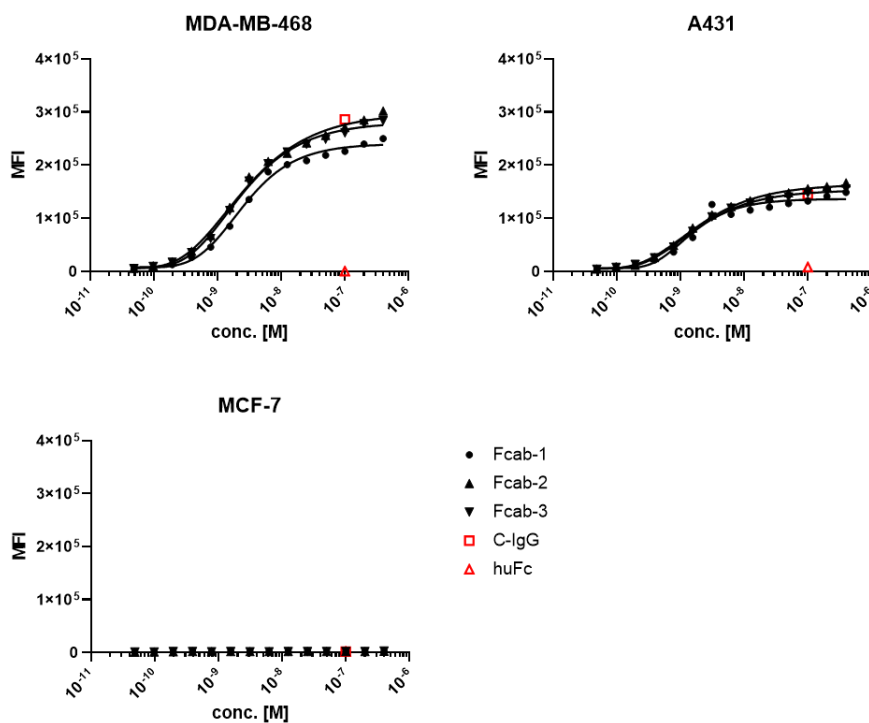 MDA-MB-468
4×10⁵
3×10⁵
2×10⁵
1×10⁵
0
MFI
10⁻¹¹ 10⁻¹⁰ 10⁻⁹ 10⁻⁸ 10⁻⁷ 10⁻⁶
conc. [M]
A431
4×10⁵
3×10⁵
2×10⁵
1×10⁵
0
MFI
10⁻¹¹ 10⁻¹⁰ 10⁻⁹ 10⁻⁸ 10⁻⁷ 10⁻⁶
conc. [M]
MCF-7
4×10⁵
3×10⁵
2×10⁵
1×10⁵
0
MFI
10⁻¹¹ 10⁻¹⁰ 10⁻⁹ 10⁻⁸ 10⁻⁷ 10⁻⁶
conc. [M]
Fcab-1
Fcab-2
Fcab-3
C-IgG
huFc